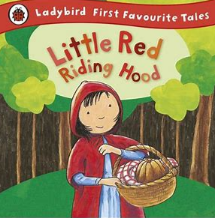 Ladybird First Favourite Tales
Little Red
Riding Hood